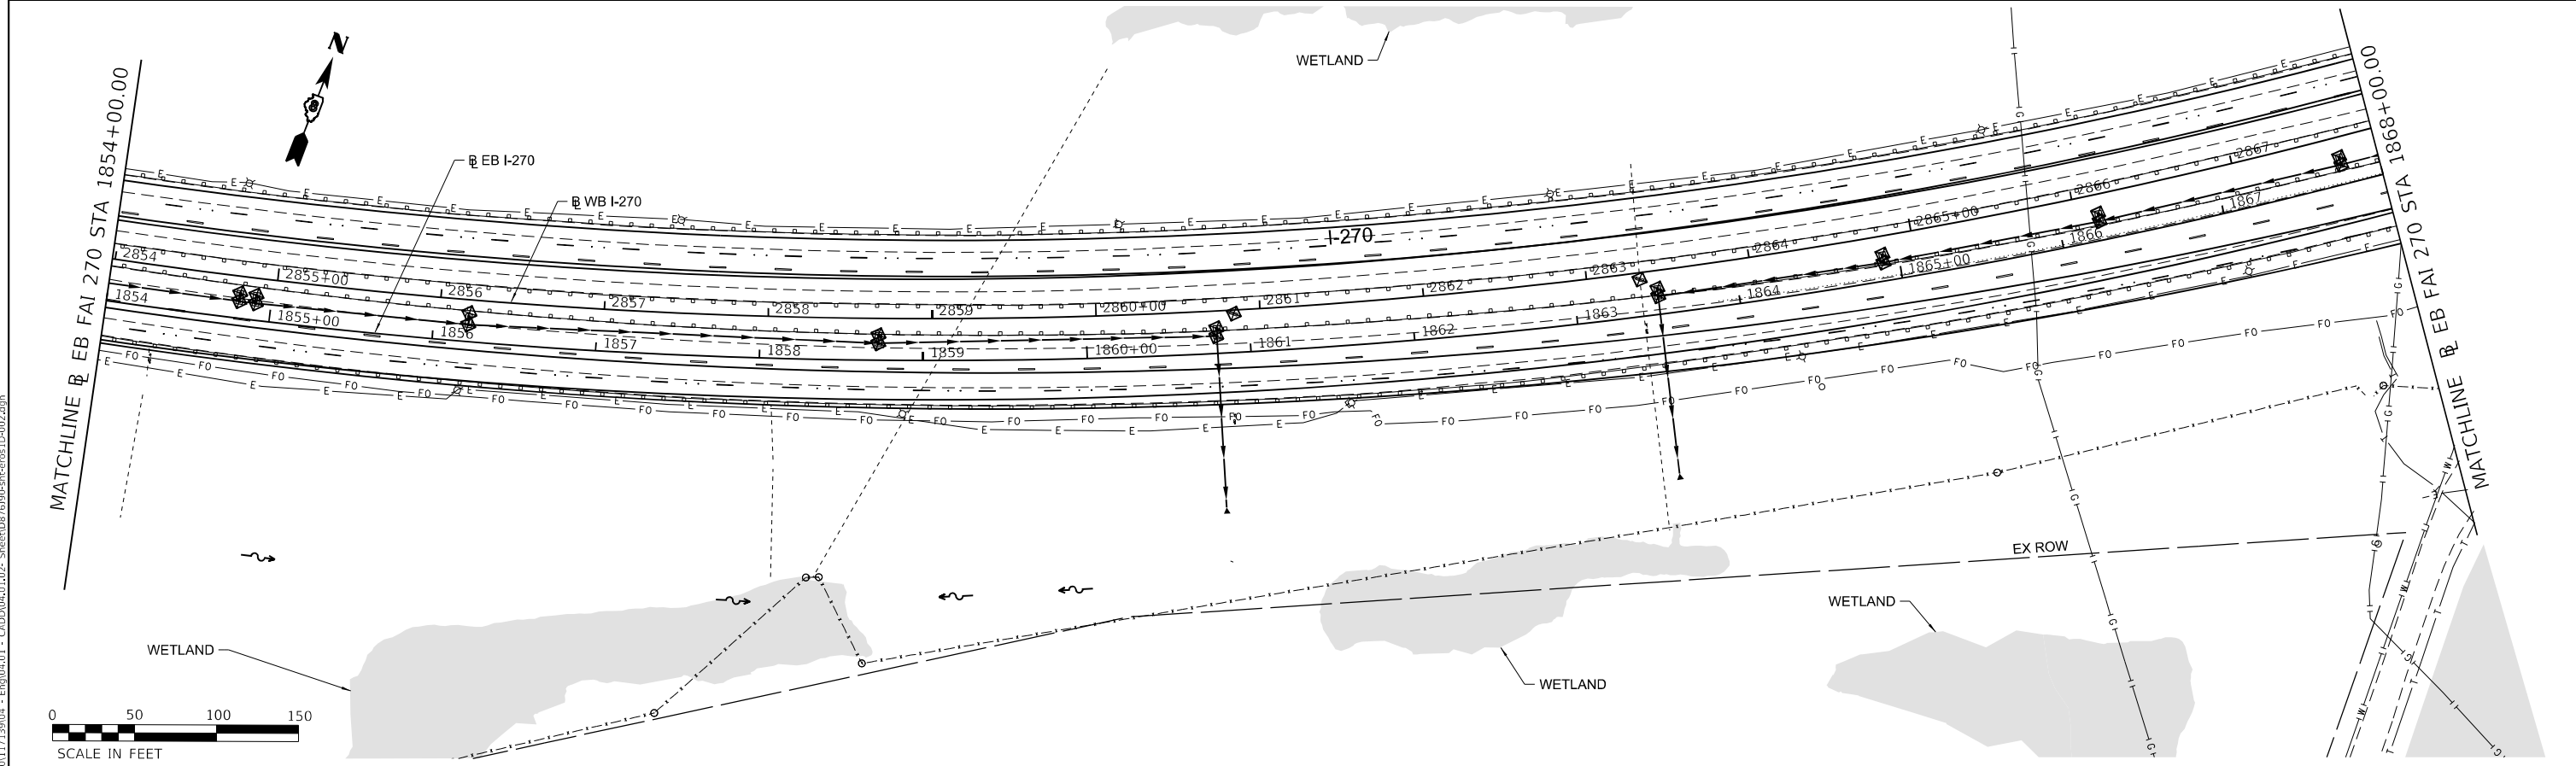 WETLAND
N
MATCHLINE ℄ EB FAI 270 STA 1854+00.00
MATCHLINE ℄ EB FAI 270 STA 1868+00.00
BL EB I-270
BL WB I-270
I-270
2854
2855+00
2856
2857
2858
2859
2860+00
2861
2862
2863
2864
2865+00
2866
2867
1854
1855+00
1856
1857
1858
1859
1860+00
1861
1862
1863
1864
1865+00
1866
1867
EX ROW
WETLAND
WETLAND
WETLAND
0 50 100 150
SCALE IN FEET